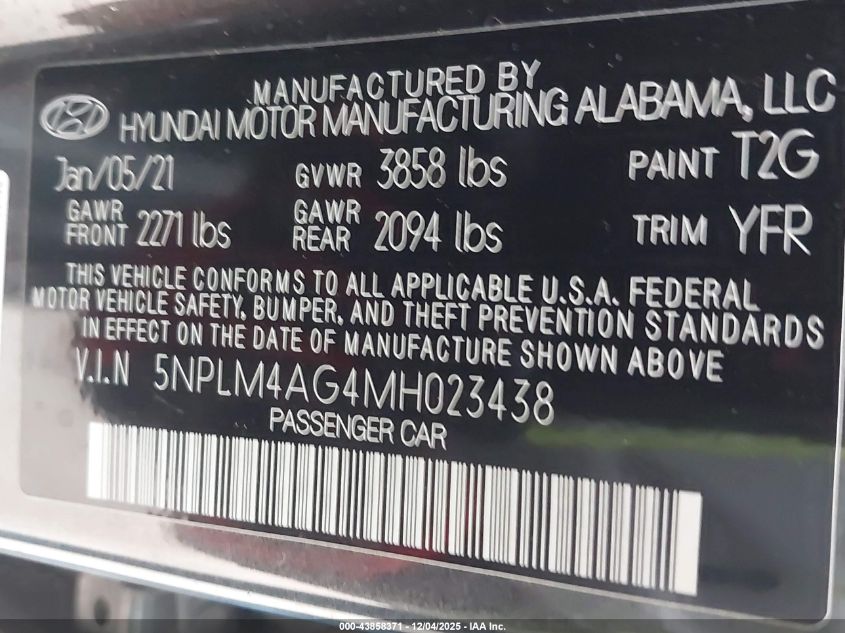 MANUFACTURED BY
HYUNDAI MOTOR MANUFACTURING ALABAMA, LLC
Jan/05/21 GVWR 3858 lbs PAINT T2G
GAWR FRONT 2271 lbs GAWR REAR 2094 lbs TRIM YFR
THIS VEHICLE CONFORMS TO ALL APPLICABLE U.S.A. FEDERAL
MOTOR VEHICLE SAFETY, BUMPER, AND THEFT PREVENTION STANDARDS
IN EFFECT ON THE DATE OF MANUFACTURE SHOWN ABOVE
V.I.N 5NPLM4AG4MH023438
PASSENGER CAR
000-43858371 - 12/04/2025 - IAA Inc.